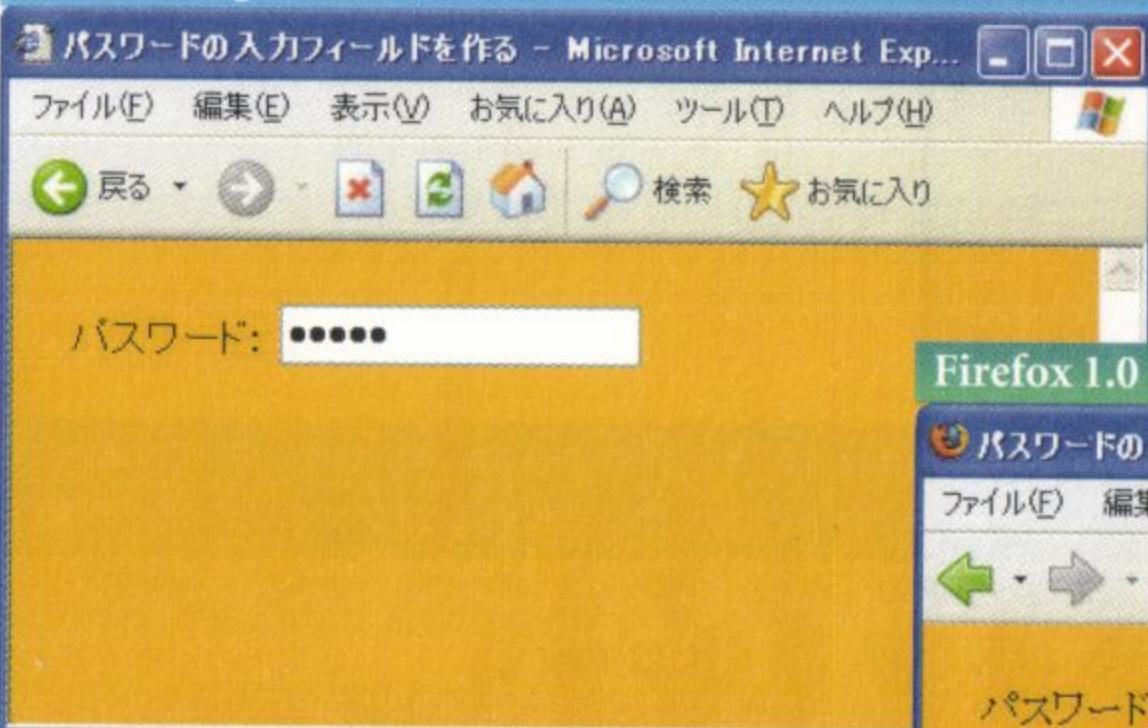 パスワードの入力フィールドを作る - Microsoft Internet Exp...
ファイル(F) 編集(E) 表示(V) お気に入り(A) ツール(T) ヘルプ(H)
戻る 検索 お気に入り
パスワード: •••••
Firefox 1.0
パスワードの
ファイル(F) 編集
パスワード